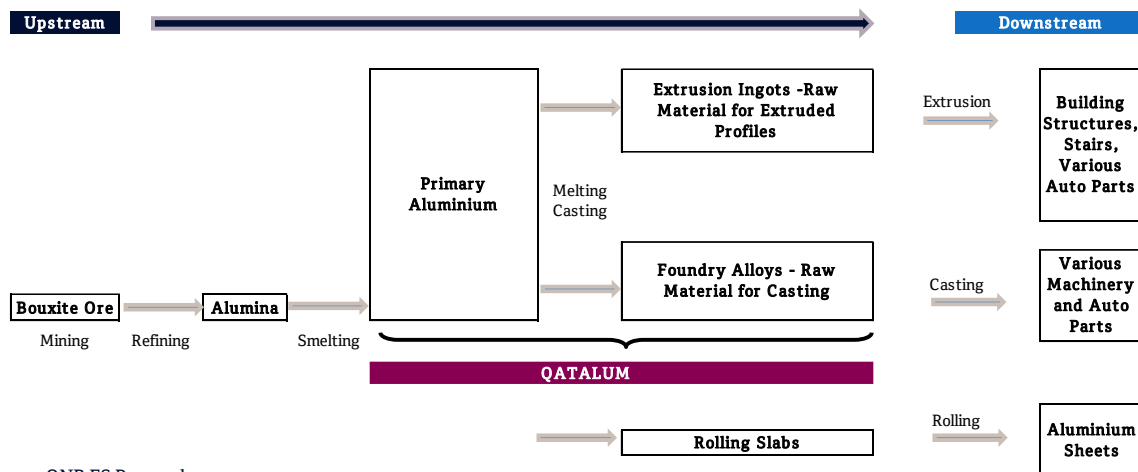 Upstream
Downstream
Extrusion Ingots -Raw
Material for Extruded
Profiles
Extrusion
Building
Structures,
Stairs,
Various
Auto Parts
Primary
Aluminium
Melting
Casting
Foundry Alloys - Raw
Material for Casting
Casting
Various
Machinery
and Auto
Parts
Bouxite Ore
Alumina
Mining
Refining
Smelting
QATALUM
Rolling Slabs
Rolling
Aluminium
Sheets